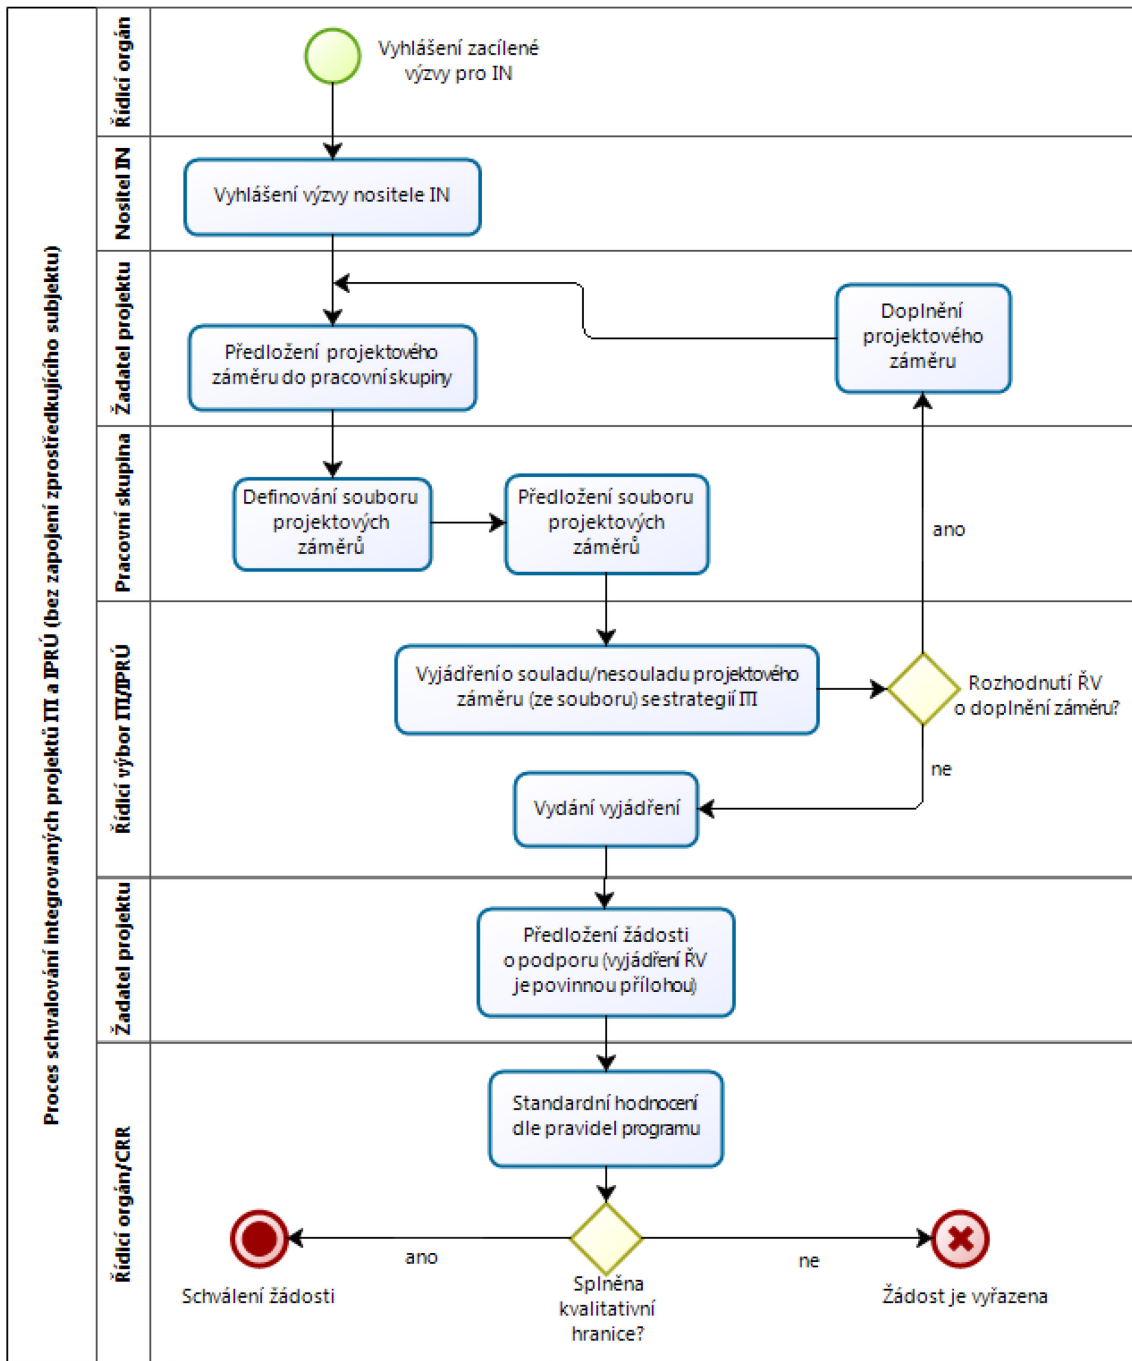 Proces schvalování integrovaných projektů ITI a IPRÚ (bez zapojení zprostředkujícího subjektu)
Řídicí orgán
Vyhlášení zacílené
výzvy pro IN
Nositel IN
Vyhlášení výzvy nositele IN
Žadatel projektu
Předložení projektového
záměru do pracovní skupiny
Doplnění
projektového
záměru
Pracovní skupina
Definování souboru
projektových
záměrů
Předložení souboru
projektových
záměrů
ano
Řídicí výbor ITI/IPRÚ
Vyjádření o souladu/nesouladu projektového
záměru (ze souboru) se strategií ITI
Rozhodnutí ŘV
o doplnění záměru?
ne
Vydání vyjádření
Žadatel projektu
Předložení žádosti
o podporu (vyjádření ŘV
je povinnou přílohou)
Řídicí orgán/CRR
Standardní hodnocení
dle pravidel programu
ano
ne
Schválení žádosti
Splněna
kvalitativní
hranice?
Žádost je vyřazena